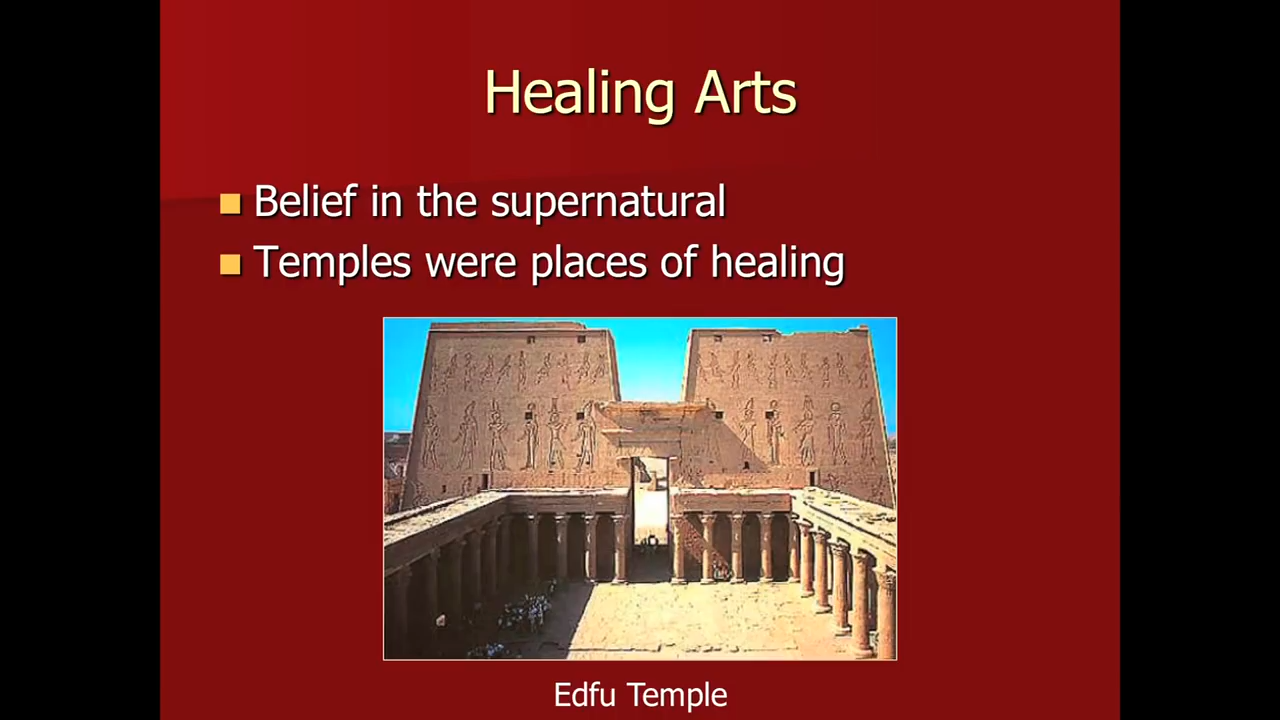 Healing Arts
Belief in the supernatural
Temples were places of healing
Edfu Temple